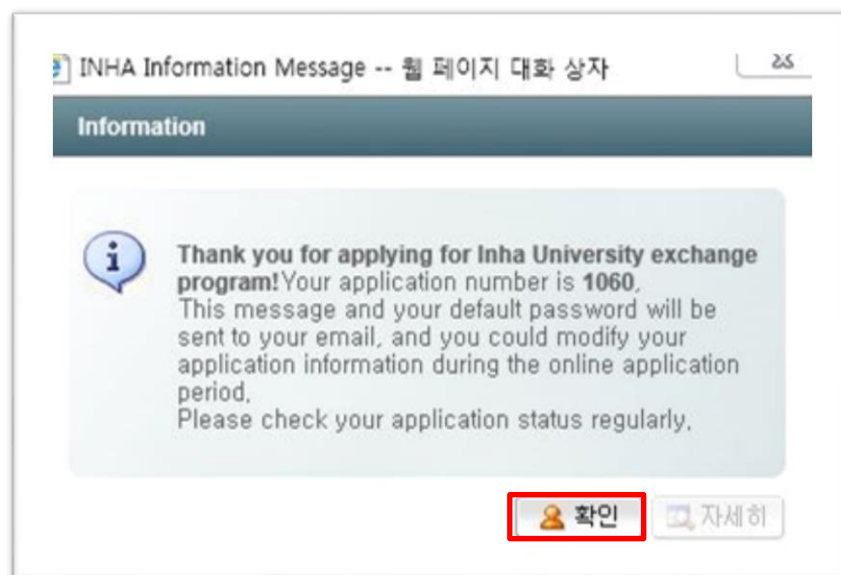 INHA Information Message -- 웹 페이지 대화 상자
Information
Thank you for applying for Inha University exchange
program!Your application number is 1060,
This message and your default password will be
sent to your email, and you could modify your
application information during the online application
period,
Please check your application status regularly,
확인
자세히